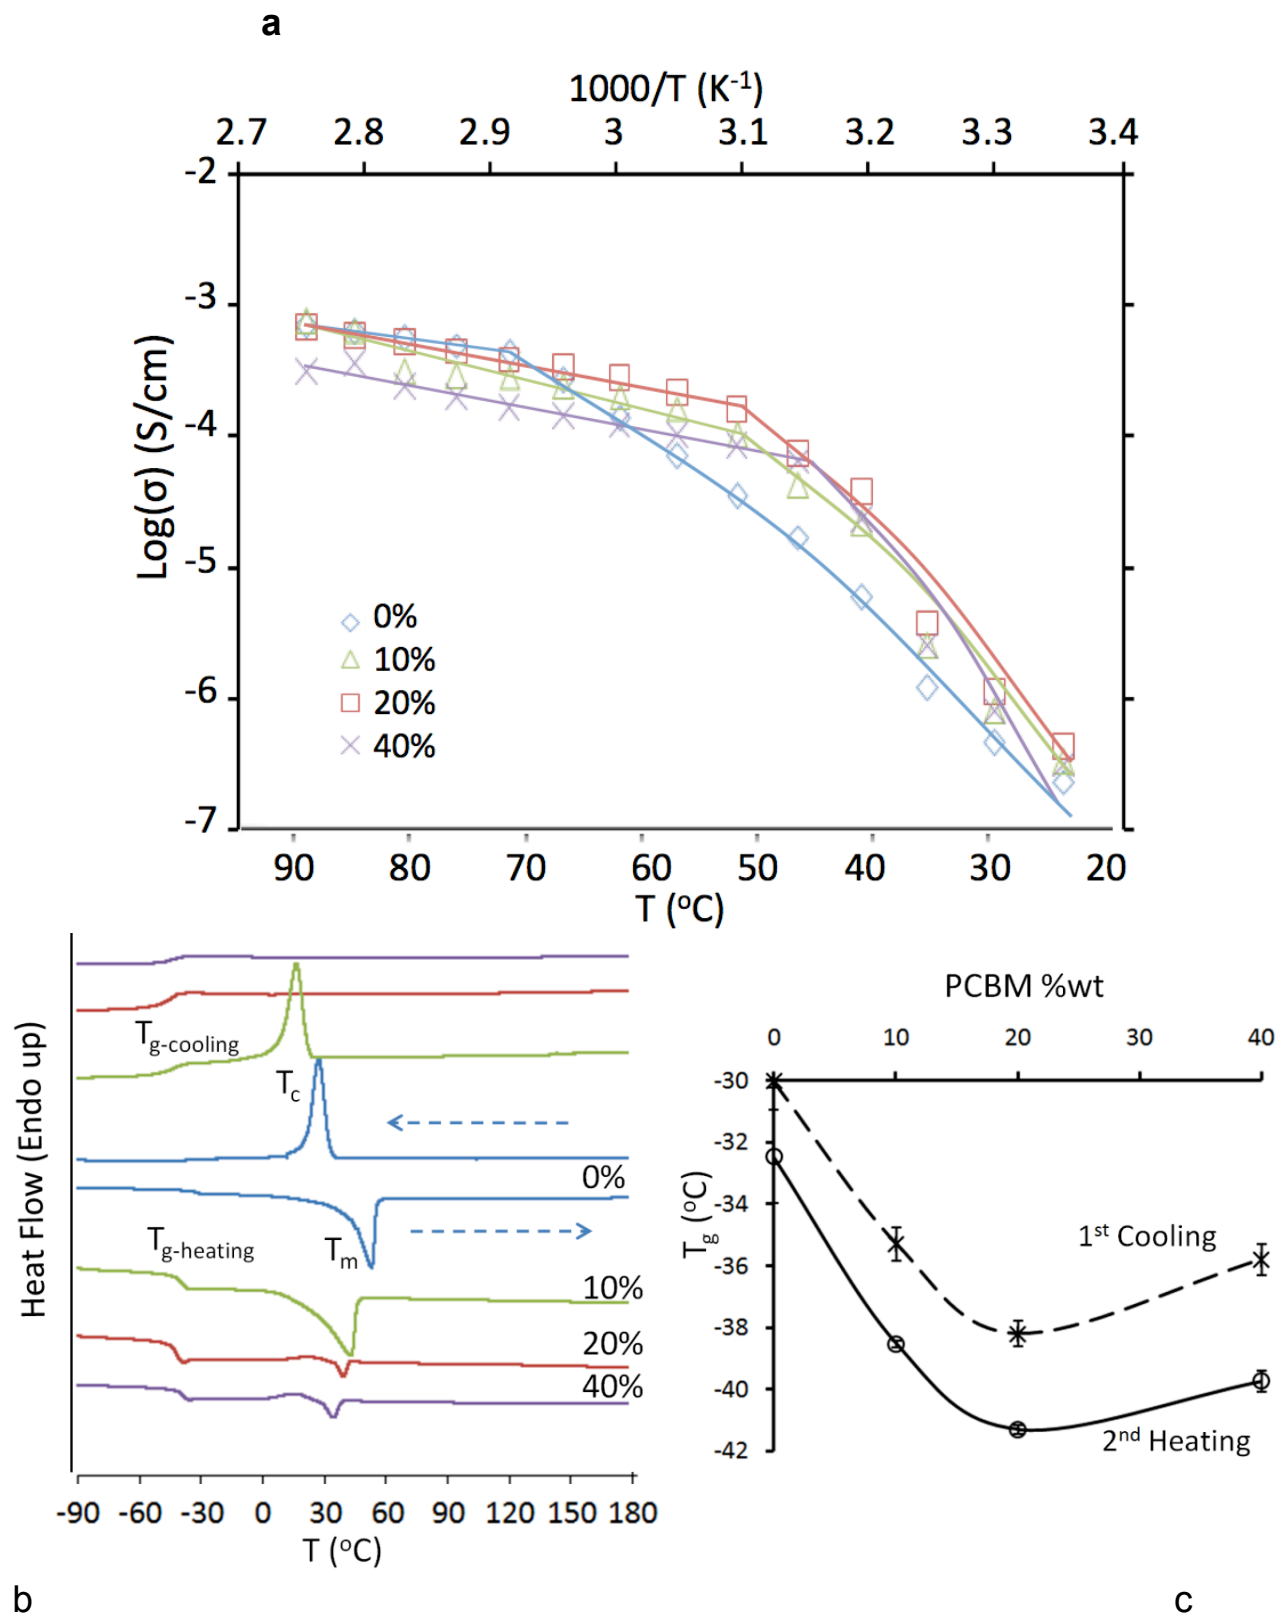 a
1000/T (K-1)
2.7 2.8 2.9 3 3.1 3.2 3.3 3.4
-2
-3
-4
-5
-6
-7
Log(σ) (S/cm)
0%
10%
20%
40%
90 80 70 60 50 40 30 20
T (oC)
Heat Flow (Endo up)
Tg-cooling
Tc
0%
Tg-heating
Tm
10%
20%
40%
-90 -60 -30 0 30 60 90 120 150 180
T (oC)
b
PCBM %wt
0 10 20 30 40
-30
-32
-34
-36
-38
-40
-42
Tg (oC)
1st Cooling
2nd Heating
c